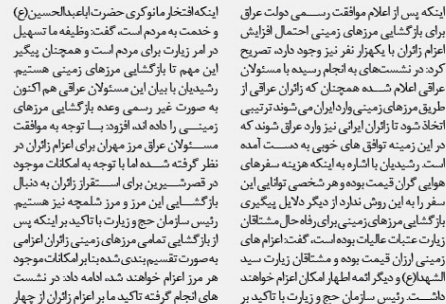 اینکه پس از اعلام موافقت رسمی دولت عراق
برای بازگشایی مرزهای زمینی احتمال افزایش
اعزام زائران با یکهزار نفر نیز وجود دارد، تصریح
کرد: در نشست‌های به انجام رسیده با مسئولان
عراقی اعلام شده همچنان که زائران عراقی از
طریق مرزهای زمینی وارد ایران می‌شوند ترتیبی
اتخاذ شود تا زائران ایرانی نیز وارد عراق شوند که
در این زمینه توافق های خوبی به دست آمده
است. رشیدیان با اشاره به اینکه هزینه سفرهای
هوایی گران قیمت بوده و هر شخصی توانایی این
سفر را به این روش ندارد از دیگر دلایل پیگیری
بازگشایی مرزهای زمینی برای رفاه حال مشتاقان
زیارت عتبات عالیات بوده است، گفت: اعزام های
زمینی ارزان قیمت بوده و مشتاقان زیارت سید
الشهدا(ع) و دیگر ائمه اطهار امکان اعزام خواهند
داشت. رئیس سازمان حج و زیارت با تاکید بر
اینکه افتخار ما نوکری حضرت اباعبدالحسین(ع)
و خدمت به مردم است، گفت: وظیفه ما تسهیل
در امر زیارت برای مردم است و همچنان پیگیر
این مهم تا بازگشایی مرزهای زمینی هستیم.
رشیدیان با بیان این مسئولان عراقی هم اکنون
به صورت غیر رسمی وعده بازگشایی مرزهای
زمینی را داده اند، افزود: با توجه به موافقت
مسئولان عراق مرز مهران برای اعزام زائران در
نظر گرفته شده اما با توجه به امکانات موجود
در قصرشیرین برای استقرار زائران به دنبال
بازگشایی این مرز و مرز شلمچه نیز هستیم.
رئیس سازمان حج و زیارت با تاکید بر اینکه پس
از بازگشایی تمامی مرزهای زمینی زائران اعزامی
به صورت تقسیم بندی شده بنا بر امکانات موجود
هر مرز اعزام خواهند شد، ادامه داد: در نشست
های انجام گرفته تاکید ما بر اعزام زائران از چهار